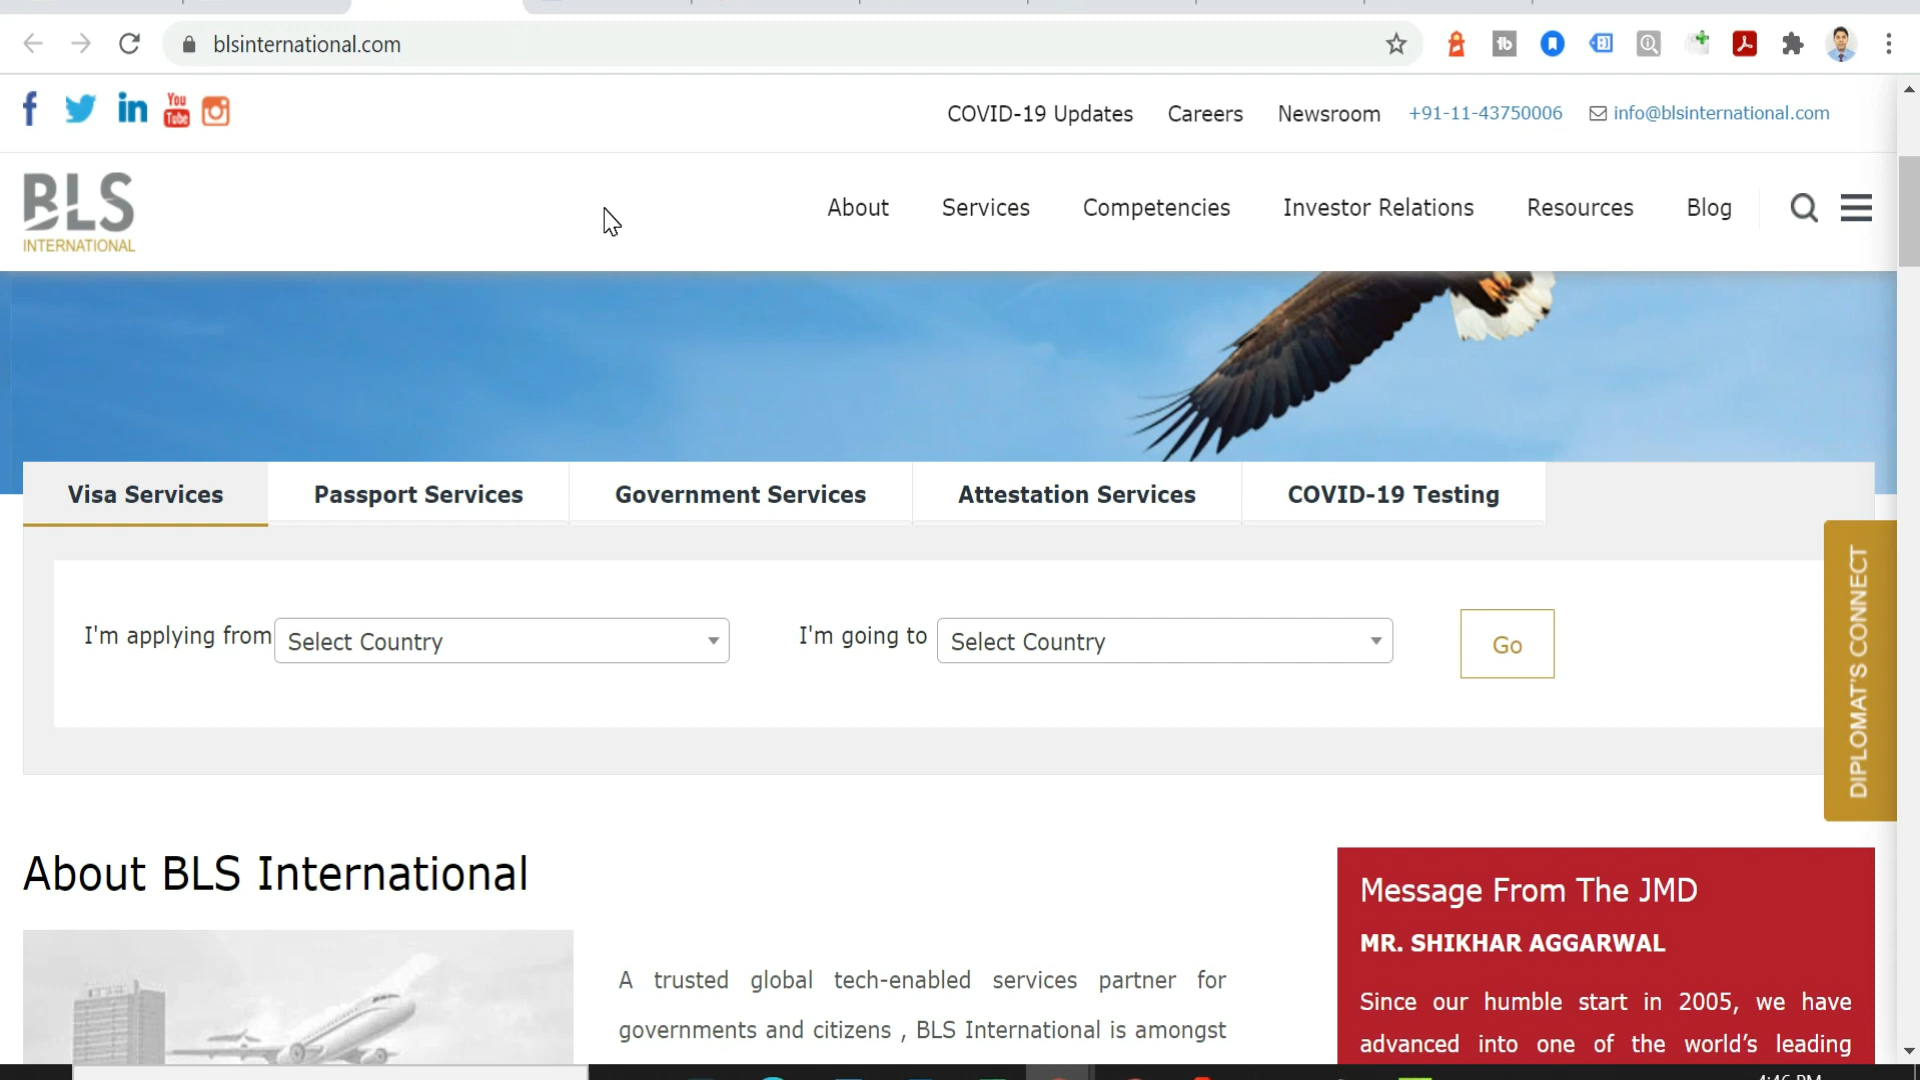 blsinternational.com
You
Tube
COVID-19 Updates Careers Newsroom +91-11-43750006 info@blsinternational.com
BLS
INTERNATIONAL
About Services Competencies Investor Relations Resources Blog
Visa Services Passport Services Government Services Attestation Services COVID-19 Testing
DIPLOMAT'S CONNECT
I'm applying from Select Country I'm going to Select Country Go
About BLS International
Message From The JMD
MR. SHIKHAR AGGARWAL
A trusted global tech-enabled services partner for
governments and citizens , BLS International is amongst
Since our humble start in 2005, we have
advanced into one of the world's leading